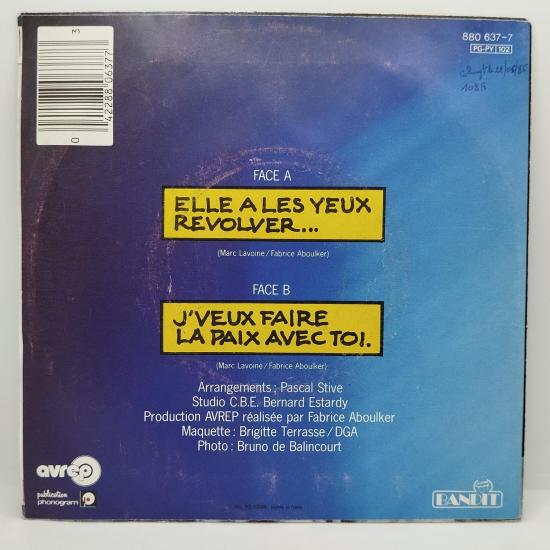 3
42288 06377
0
880 637-7
PG-PY 102
1085
FACE A
ELLE A LES YEUX
REVOLVER...
(Marc Lavoine/Fabrice Aboulker)
FACE B
J'VEUX FAIRE
LA PAIX AVEC TOI.
(Marc Lavoine/Fabrice Aboulker)
Arrangements : Pascal Stive
Studio C.B.E. Bernard Estardy
Production AVREP réalisée par Fabrice Aboulker
Maquette : Brigitte Terrasse/DGA
Photo : Bruno de Balincourt
avrep
publication
phonogram
BANDIT